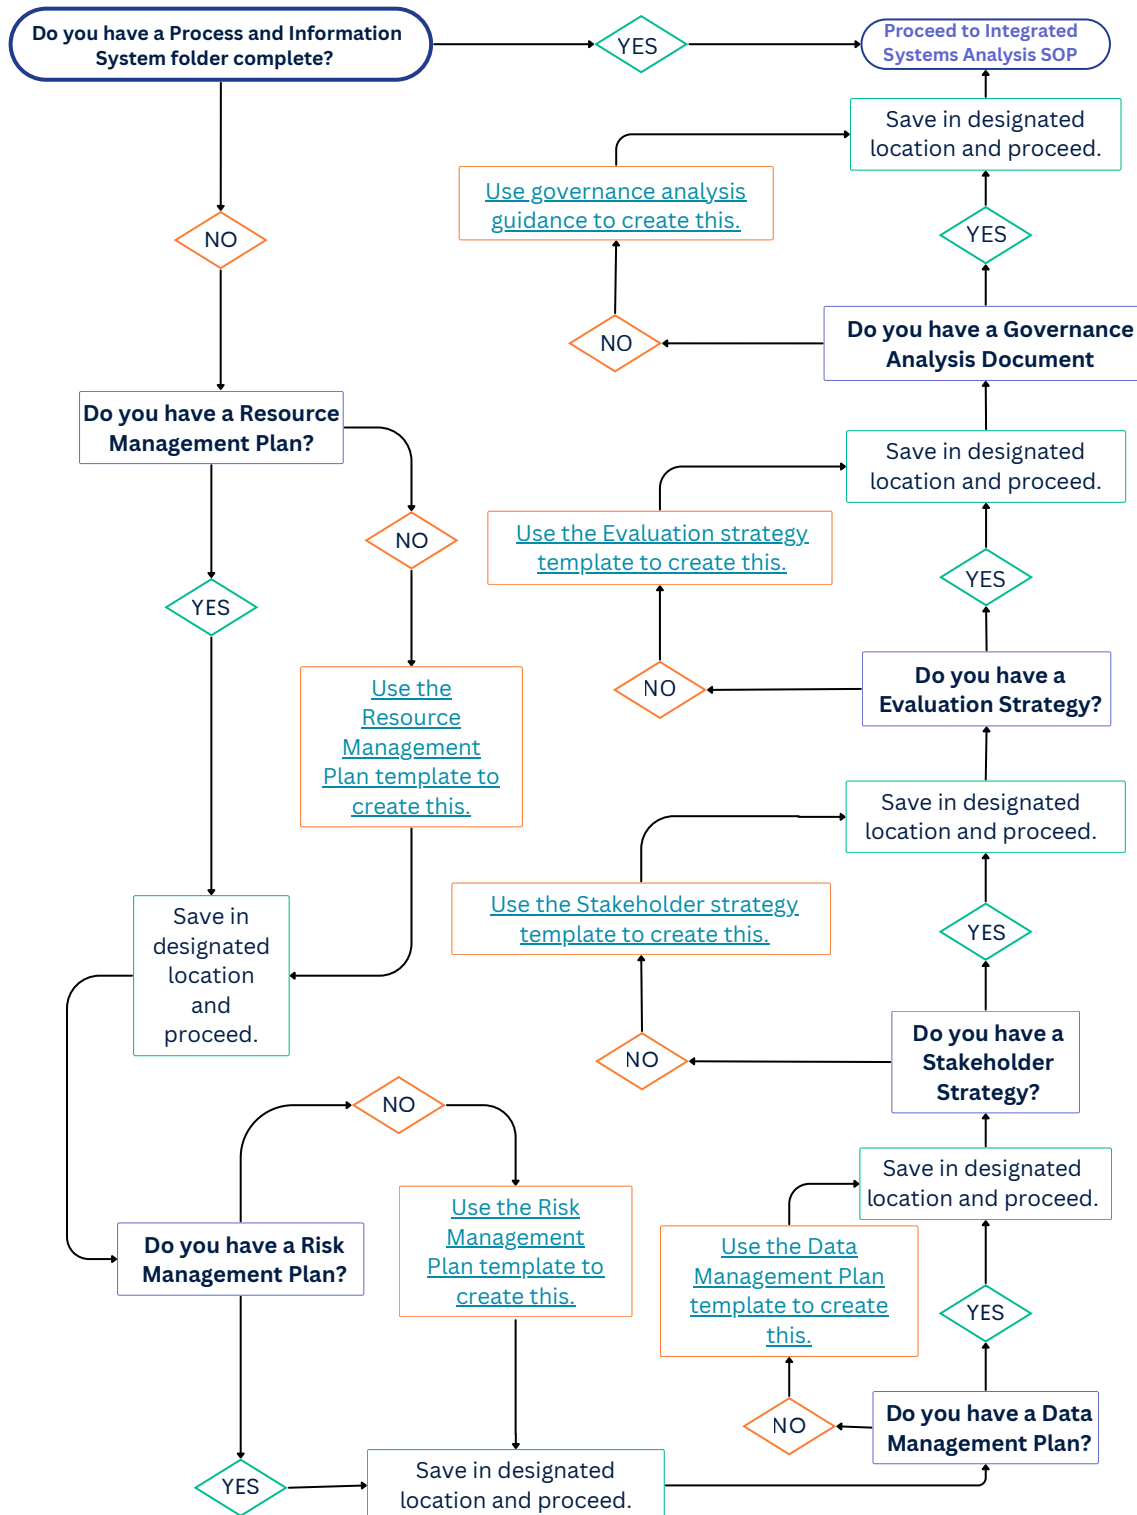 Do you have a Process and Information
System folder complete?
YES
Proceed to Integrated
Systems Analysis SOP
Save in designated
location and proceed.
Use governance analysis
guidance to create this.
NO
YES
NO
Do you have a Governance
Analysis Document
Do you have a Resource
Management Plan?
Save in designated
location and proceed.
Use the Evaluation strategy
template to create this.
NO
YES
YES
Do you have a
Evaluation Strategy?
NO
Use the
Resource
Management
Plan template to
create this.
Save in designated
location and proceed.
Use the Stakeholder strategy
template to create this.
Save in
designated
location
and
proceed.
YES
Do you have a
Stakeholder
Strategy?
NO
NO
Save in designated
location and proceed.
Use the Risk
Management
Plan template to
create this.
Do you have a Risk
Management Plan?
Use the Data
Management Plan
template to create
this.
YES
Do you have a Data
Management Plan?
NO
YES
Save in designated
location and proceed.